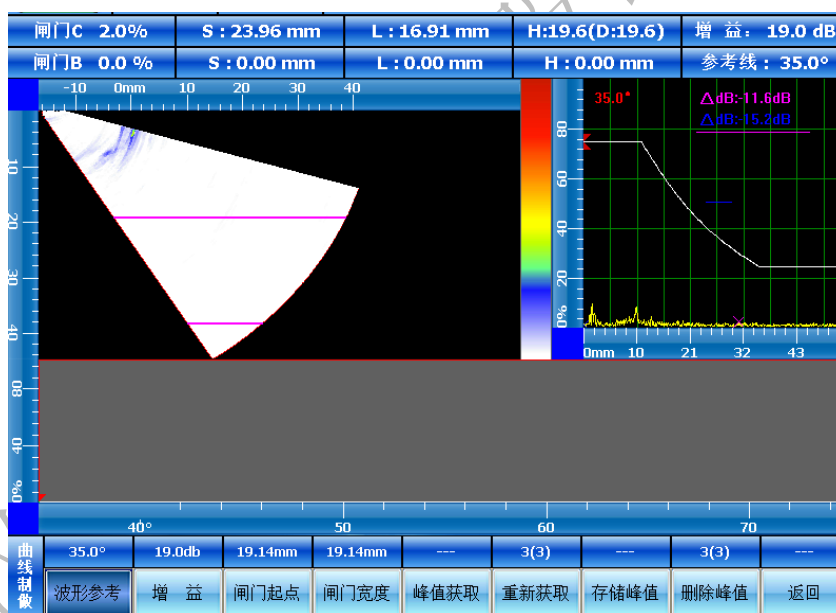 闸门C 2.0% S : 23.96 mm L : 16.91 mm H:19.6(D:19.6) 增 益: 19.0 dB
闸门B 0.0 % S : 0.00 mm L : 0.00 mm H : 0.00 mm 参考线 : 35.0°
-10 0mm 10 20 30 40
10
20
30
40
80
60
40
20
0%
35.0°
ΔdB:-11.6dB
ΔdB:-15.2dB
0mm 10 21 32 43
80
40
0%
40° 50 60 70
曲线制做
35.0° 19.0db 19.14mm 19.14mm --- 3(3) --- 3(3) ---
波形参考 增 益 闸门起点 闸门宽度 峰值获取 重新获取 存储峰值 删除峰值 返回